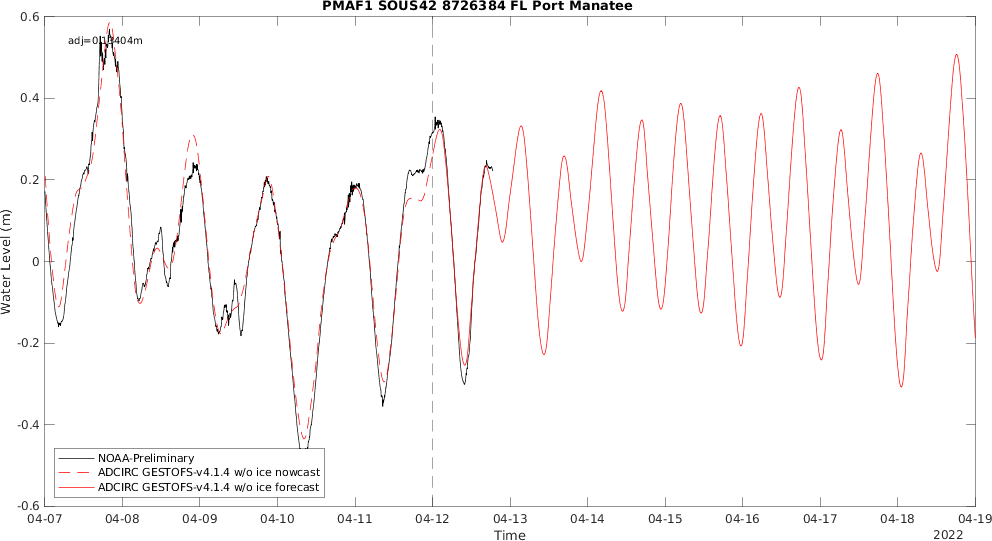 PMAF1 SOUS42 8726384 FL Port Manatee
0.6
0.4
0.2
0
-0.2
-0.4
-0.6
Water Level (m)
NOAA-Preliminary
ADCIRC GESTOFS-v4.1.4 w/o ice nowcast
ADCIRC GESTOFS-v4.1.4 w/o ice forecast
04-07 04-08 04-09 04-10 04-11 04-12 04-13 04-14 04-15 04-16 04-17 04-18 04-19
Time
2022